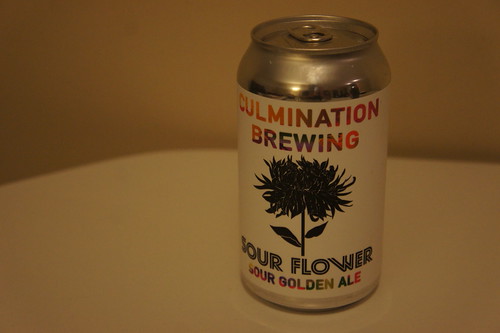 CULMINATION
BREWING
SOUR FLOWER
SOUR GOLDEN ALE